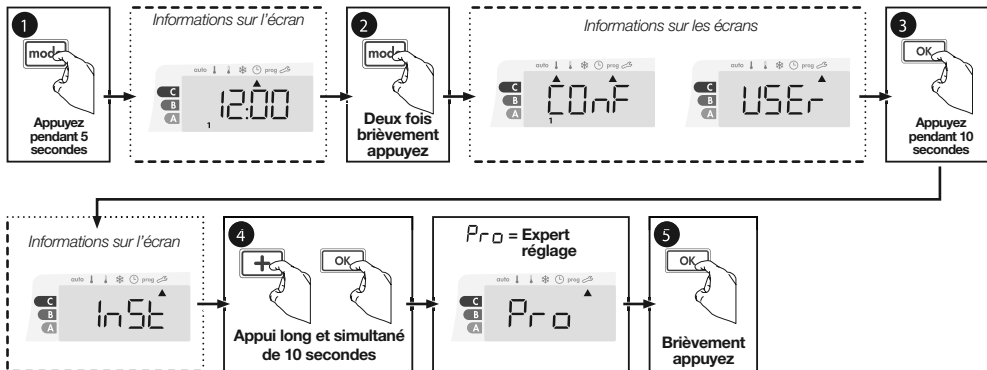 1
mode
Appuyez
pendant 5
secondes
Informations sur l'écran
auto prog
C
B
A
12:00
1
2
mode
Deux fois
brièvement
appuyez
Informations sur les écrans
auto prog
C
B
A
COnF
1
auto prog
C
B
A
USEr
3
OK
Appuyez
pendant 10
secondes
Informations sur l'écran
auto prog
C
B
A
InSt
4
+
OK
Appui long et simultané
de 10 secondes
Pro = Expert
réglage
auto prog
C
B
A
Pro
5
OK
Brièvement
appuyez